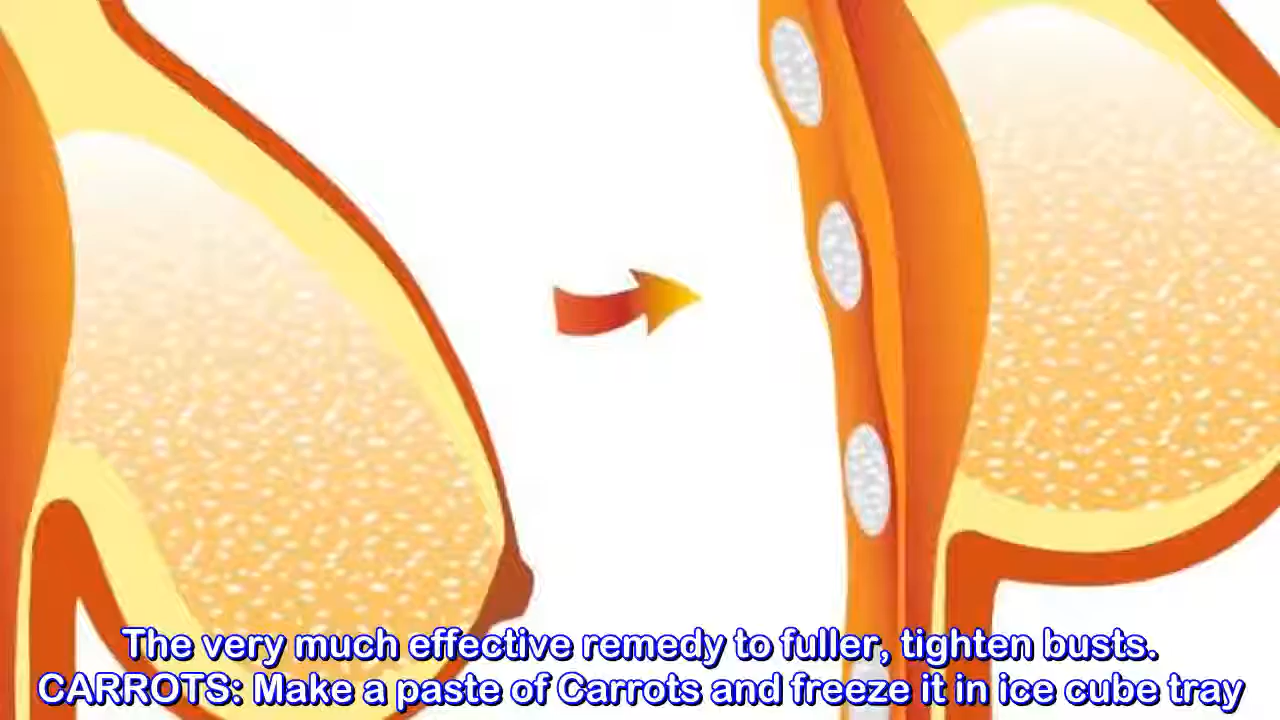 The very much effective remedy to fuller, tighten busts.
CARROTS: Make a paste of Carrots and freeze it in ice cube tray